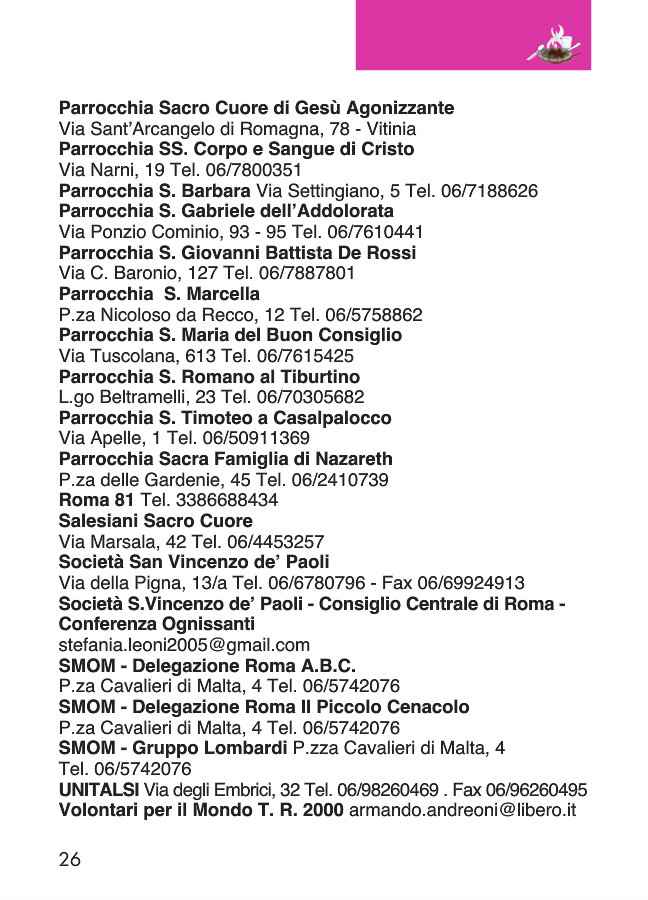 Parrocchia Sacro Cuore di Gesù Agonizzante
Via Sant’Arcangelo di Romagna, 78 - Vitinia
Parrocchia SS. Corpo e Sangue di Cristo
Via Narni, 19 Tel. 06/7800351
Parrocchia S. Barbara Via Settingiano, 5 Tel. 06/7188626
Parrocchia S. Gabriele dell’Addolorata
Via Ponzio Cominio, 93 - 95 Tel. 06/7610441
Parrocchia S. Giovanni Battista De Rossi
Via C. Baronio, 127 Tel. 06/7887801
Parrocchia  S. Marcella
P.za Nicoloso da Recco, 12 Tel. 06/5758862
Parrocchia S. Maria del Buon Consiglio
Via Tuscolana, 613 Tel. 06/7615425
Parrocchia S. Romano al Tiburtino
L.go Beltramelli, 23 Tel. 06/70305682
Parrocchia S. Timoteo a Casalpalocco
Via Apelle, 1 Tel. 06/50911369
Parrocchia Sacra Famiglia di Nazareth
P.za delle Gardenie, 45 Tel. 06/2410739
Roma 81 Tel. 3386688434
Salesiani Sacro Cuore
Via Marsala, 42 Tel. 06/4453257
Società San Vincenzo de’ Paoli
Via della Pigna, 13/a Tel. 06/6780796 - Fax 06/69924913
Società S.Vincenzo de’ Paoli - Consiglio Centrale di Roma -
Conferenza Ognissanti
stefania.leoni2005@gmail.com
SMOM - Delegazione Roma A.B.C.
P.za Cavalieri di Malta, 4 Tel. 06/5742076
SMOM - Delegazione Roma II Piccolo Cenacolo
P.za Cavalieri di Malta, 4 Tel. 06/5742076
SMOM - Gruppo Lombardi P.zza Cavalieri di Malta, 4
Tel. 06/5742076
UNITALSI Via degli Embrici, 32 Tel. 06/98260469 . Fax 06/96260495
Volontari per il Mondo T. R. 2000 armando.andreoni@libero.it
26